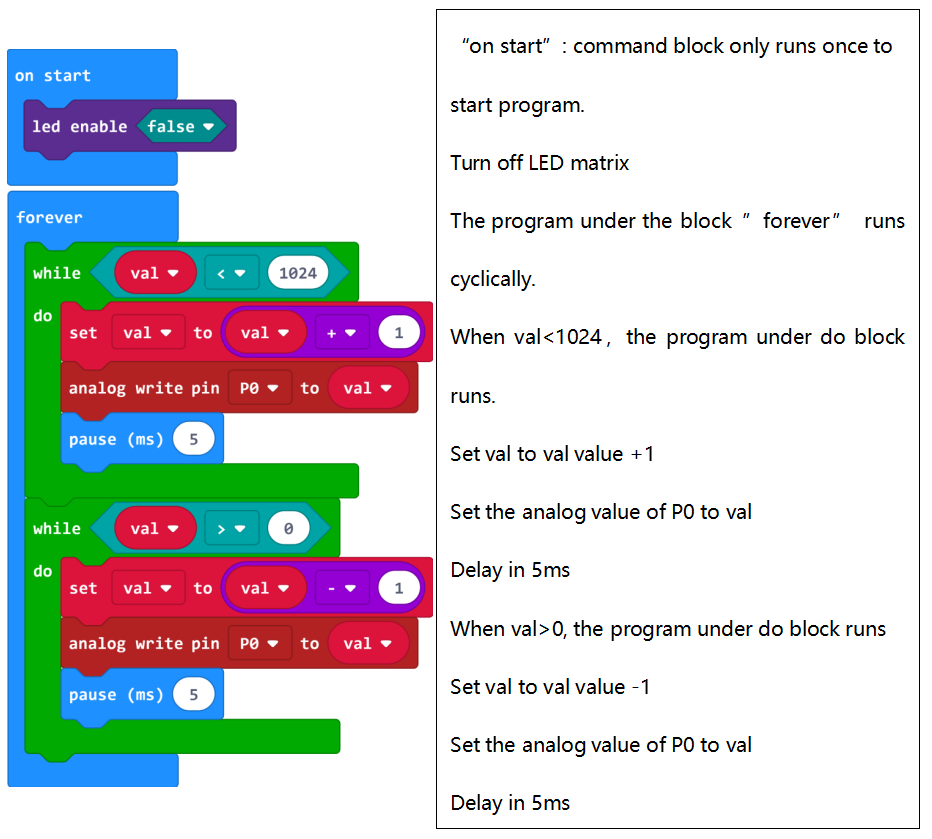 on start
led enable false
forever
while val < 1024
do
set val to val + 1
analog write pin P0 to val
pause (ms) 5
while val > 0
do
set val to val - 1
analog write pin P0 to val
pause (ms) 5
“on start”: command block only runs once to
start program.
Turn off LED matrix
The program under the block ”forever” runs
cyclically.
When val<1024, the program under do block
runs.
Set val to val value +1
Set the analog value of P0 to val
Delay in 5ms
When val>0, the program under do block runs
Set val to val value -1
Set the analog value of P0 to val
Delay in 5ms